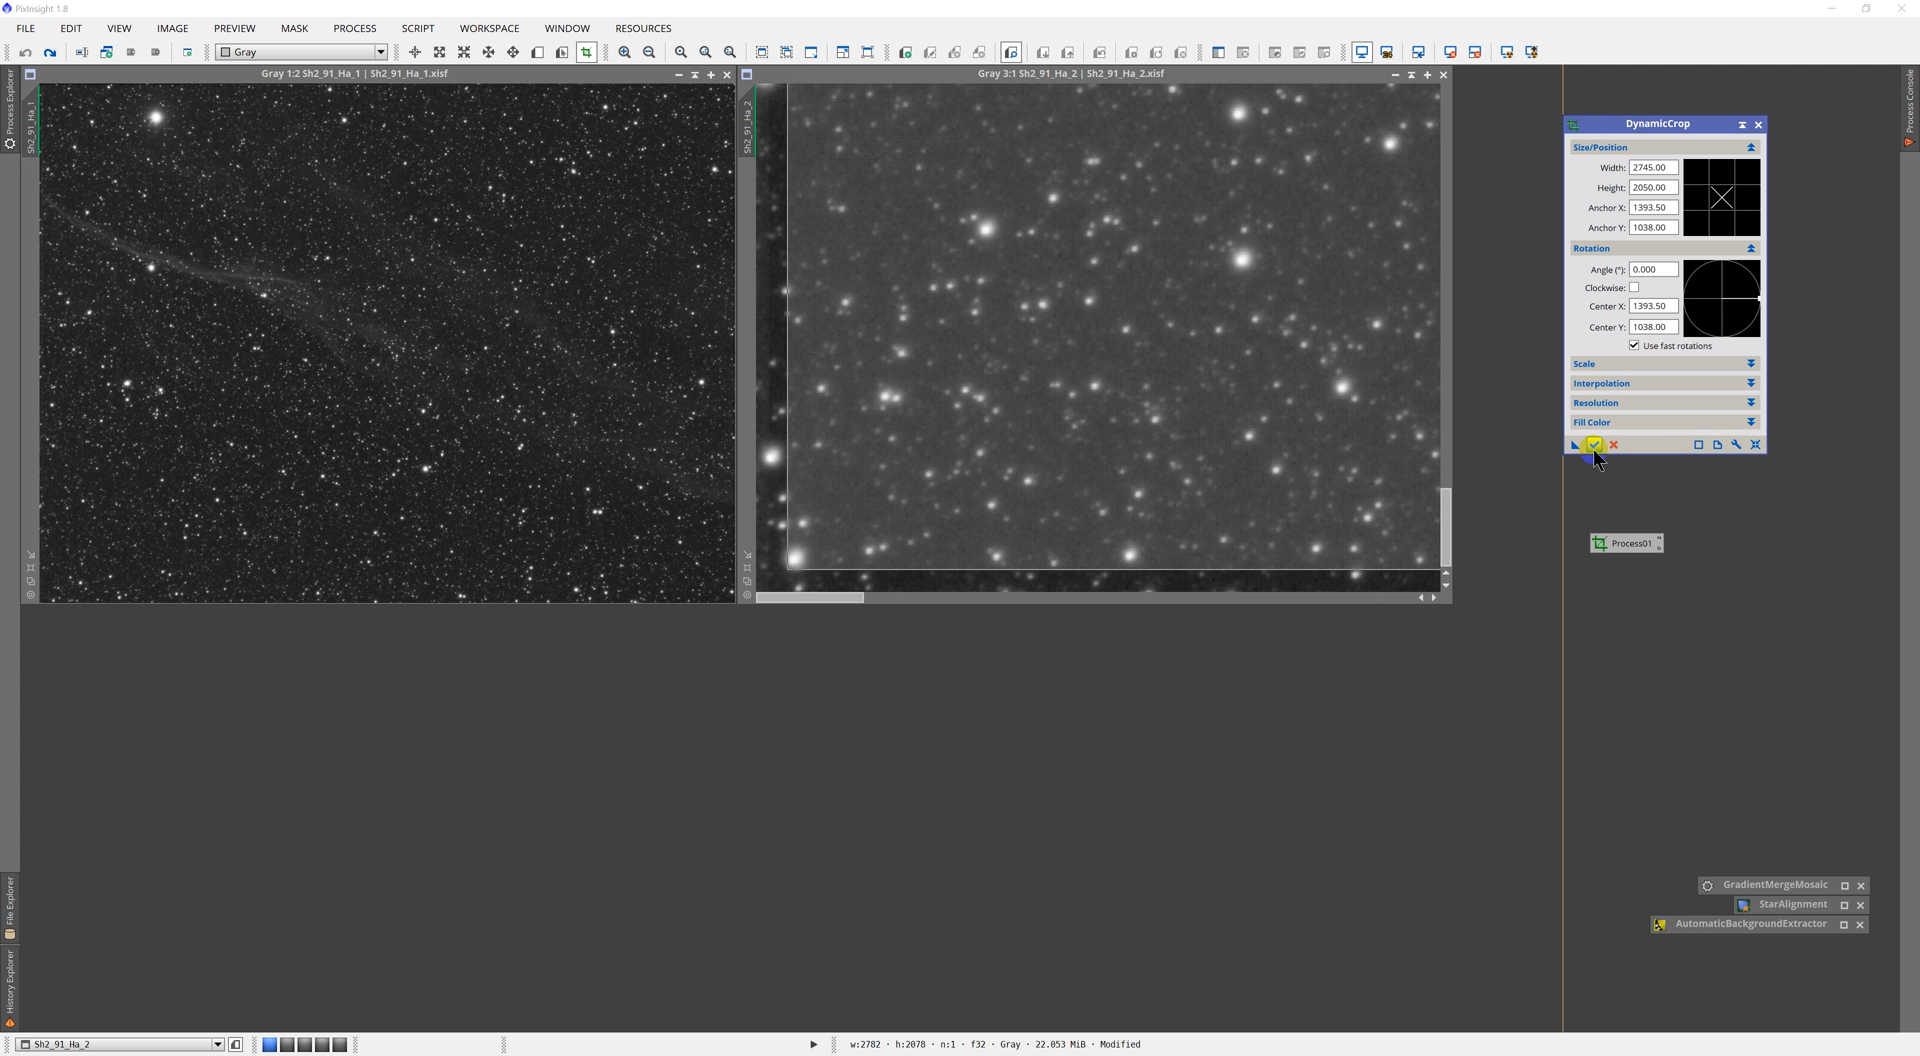 PixInsight 1.8
FILE EDIT VIEW PREVIEW MASK IMAGE PROCESS SCRIPT WORKSPACE WINDOW RESOURCES
Gray
Gray 1:2 Sh2_91_Ha_1 | Sh2_91_Ha_1.xisf
Gray 3:1 Sh2_91_Ha_2 | Sh2_91_Ha_2.xisf
Process Explorer
Sh2_91_Ha_1
Sh2_91_Ha_2
Process Console
DynamicCrop
Size/Position
Width: 2745.00
Height: 2050.00
Anchor X: 1393.50
Anchor Y: 1038.00
Rotation
Angle (°): 0.000
Clockwise:
Center X: 1393.50
Center Y: 1038.00
Use fast rotations
Scale
Interpolation
Resolution
Fill Color
Process01
N
D
GradientMergeMosaic
StarAlignment
AutomaticBackgroundExtractor
File Explorer
History Explorer
Sh2_91_Ha_2
w:2782 · h:2078 · n:1 · f32 · Gray · 22.053 MiB · Modified